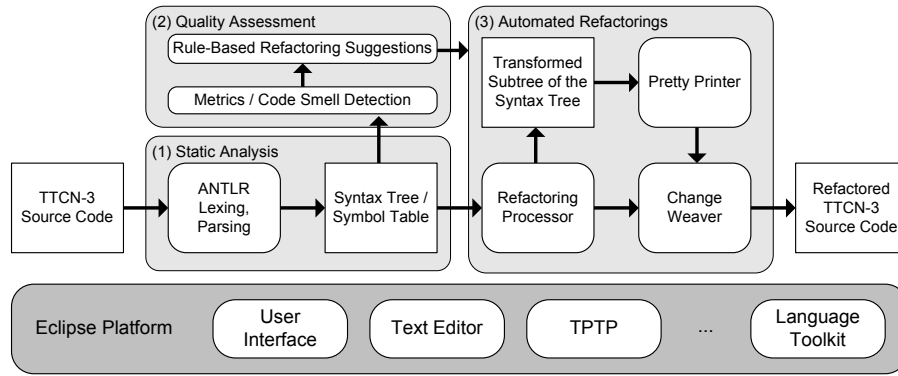 (2) Quality Assessment
Rule-Based Refactoring Suggestions
Metrics / Code Smell Detection
(3) Automated Refactorings
Transformed
Subtree of the
Syntax Tree
Pretty Printer
(1) Static Analysis
TTCN-3
Source Code
ANTLR
Lexing,
Parsing
Syntax Tree /
Symbol Table
Refactoring
Processor
Change
Weaver
Refactored
TTCN-3
Source Code
Eclipse Platform
User
Interface
Text Editor
TPTP
...
Language
Toolkit